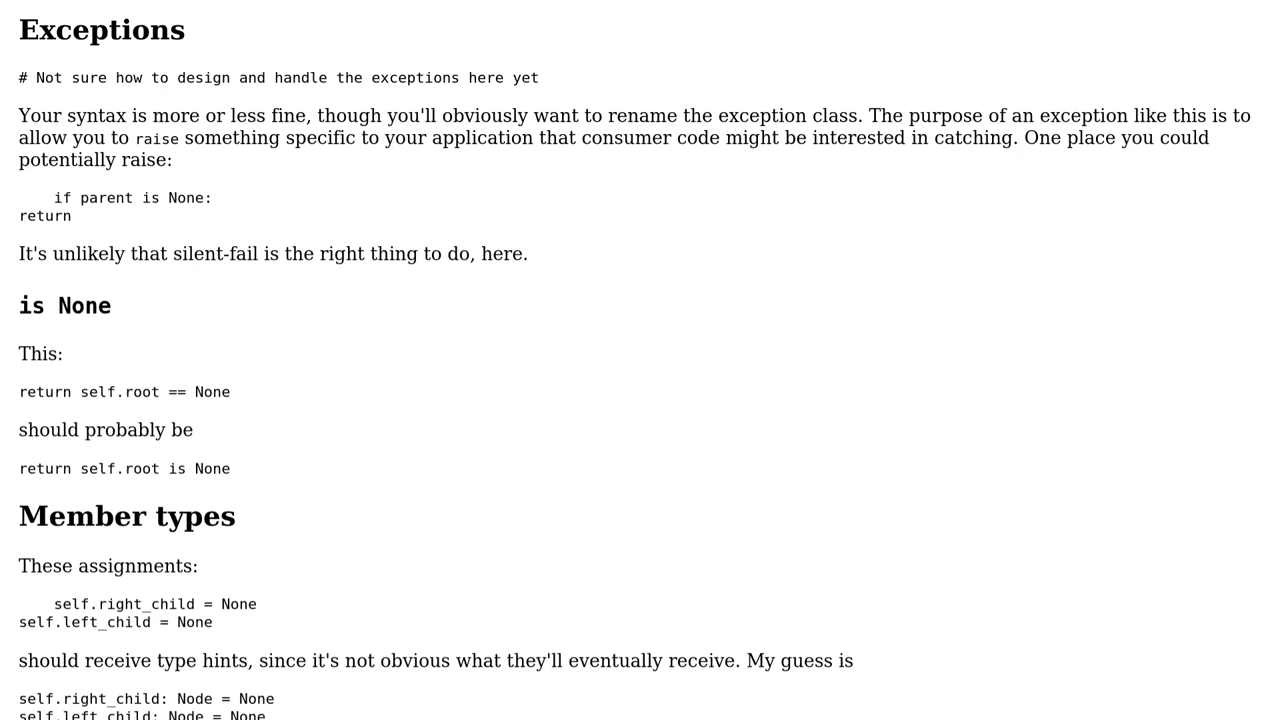 Exceptions
# Not sure how to design and handle the exceptions here yet
Your syntax is more or less fine, though you'll obviously want to rename the exception class. The purpose of an exception like this is to
allow you to raise something specific to your application that consumer code might be interested in catching. One place you could
potentially raise:
    if parent is None:
return
It's unlikely that silent-fail is the right thing to do, here.
is None
This:
return self.root == None
should probably be
return self.root is None
Member types
These assignments:
    self.right_child = None
self.left_child = None
should receive type hints, since it's not obvious what they'll eventually receive. My guess is
self.right_child: Node = None
self.left_child: Node = None